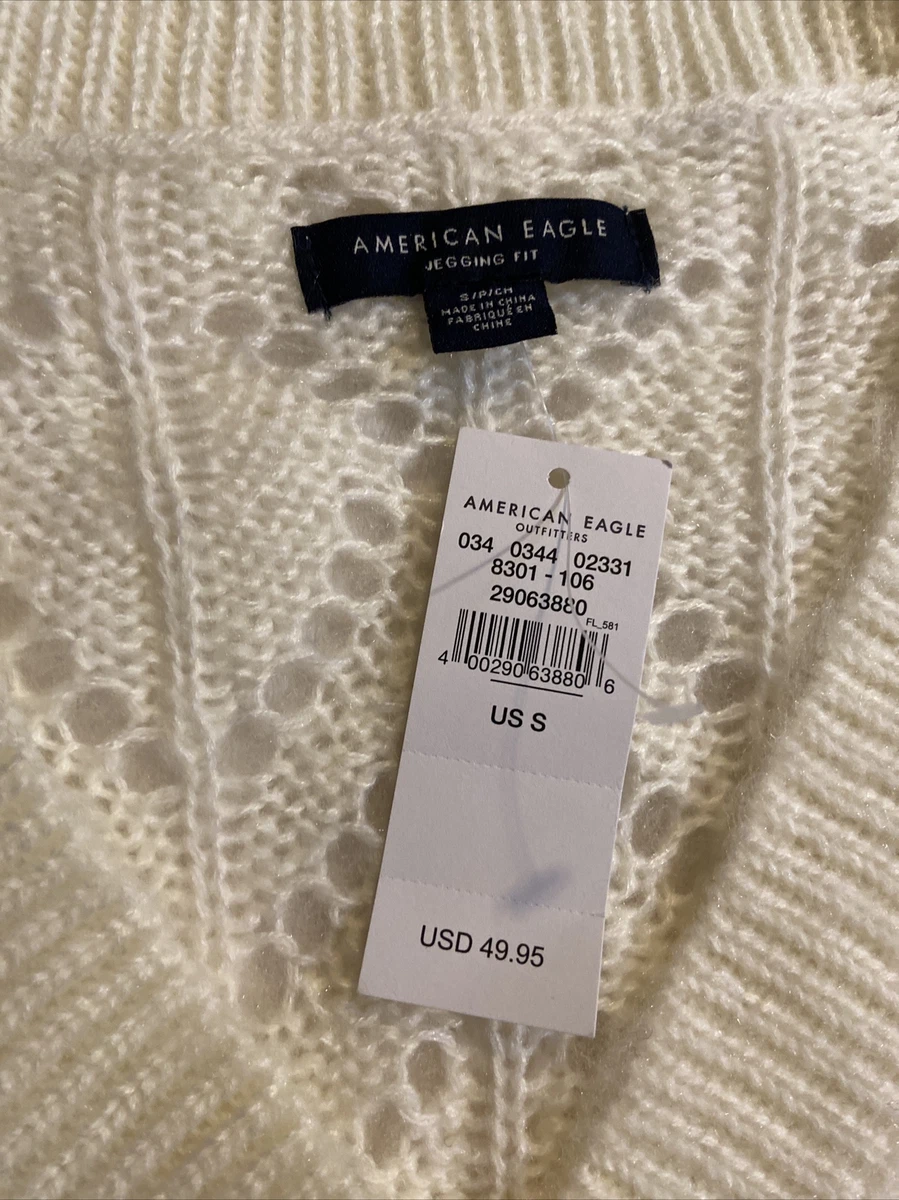 AMERICAN EAGLE
JEGGING FIT
S/P/CH
MADE IN CHINA
FABRIQUÉ EN
CHINE
AMERICAN EAGLE
OUTFITTERS
034 0344 02331
8301 - 106
29063880
FL_581
4 00290 63880 6
US S
USD 49.95